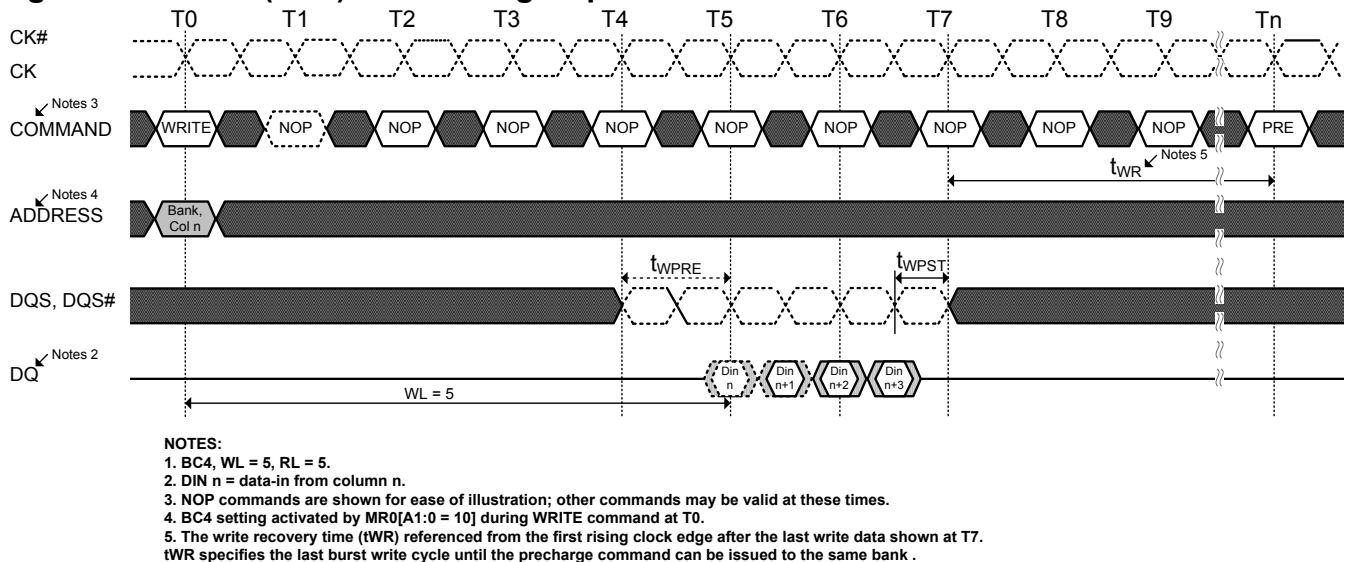 T0 T1 T2 T3 T4 T5 T6 T7 T8 T9 Tn
CK#
CK
Notes 3
COMMAND
WRITE NOP NOP NOP NOP NOP NOP NOP NOP NOP PRE
tWR Notes 5
Notes 4
ADDRESS
Bank,
Col n
tWPRE tWPST
DQS, DQS#
Notes 2
DQ
Din Din Din Din
n n+1 n+2 n+3
WL = 5
NOTES:
1. BC4, WL = 5, RL = 5.
2. DIN n = data-in from column n.
3. NOP commands are shown for ease of illustration; other commands may be valid at these times.
4. BC4 setting activated by MR0[A1:0 = 10] during WRITE command at T0.
5. The write recovery time (tWR) referenced from the first rising clock edge after the last write data shown at T7.
tWR specifies the last burst write cycle until the precharge command can be issued to the same bank .